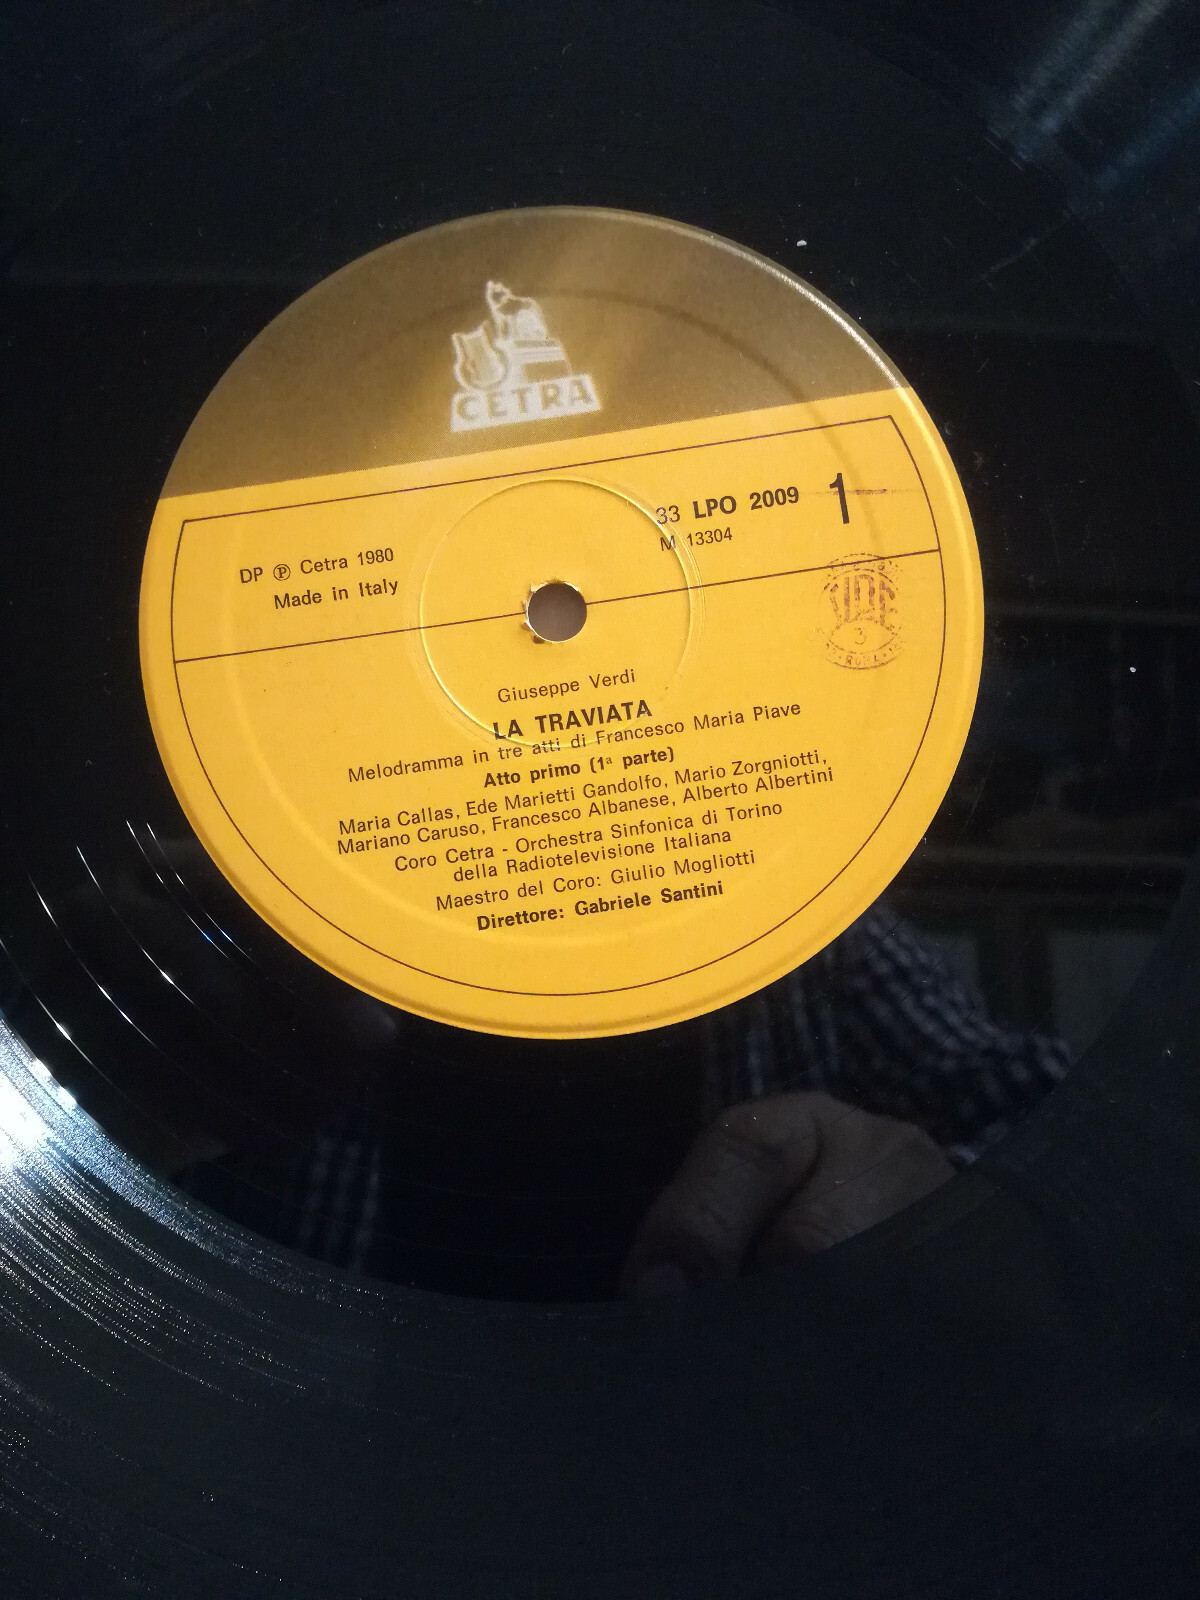 CETRA
33 LPO 2009
1
M 13304
DP Ⓟ Cetra 1980
Made in Italy
Giuseppe Verdi
LA TRAVIATA
Melodramma in tre atti di Francesco Maria Piave
Atto primo (1ª parte)
Maria Callas, Ede Marietti Gandolfo, Mario Zorgniotti,
Mariano Caruso, Francesco Albanese, Alberto Albertini
Coro Cetra - Orchestra Sinfonica di Torino
della Radiotelevisione Italiana
Maestro del Coro: Giulio Mogliotti
Direttore: Gabriele Santini
3
ROMA